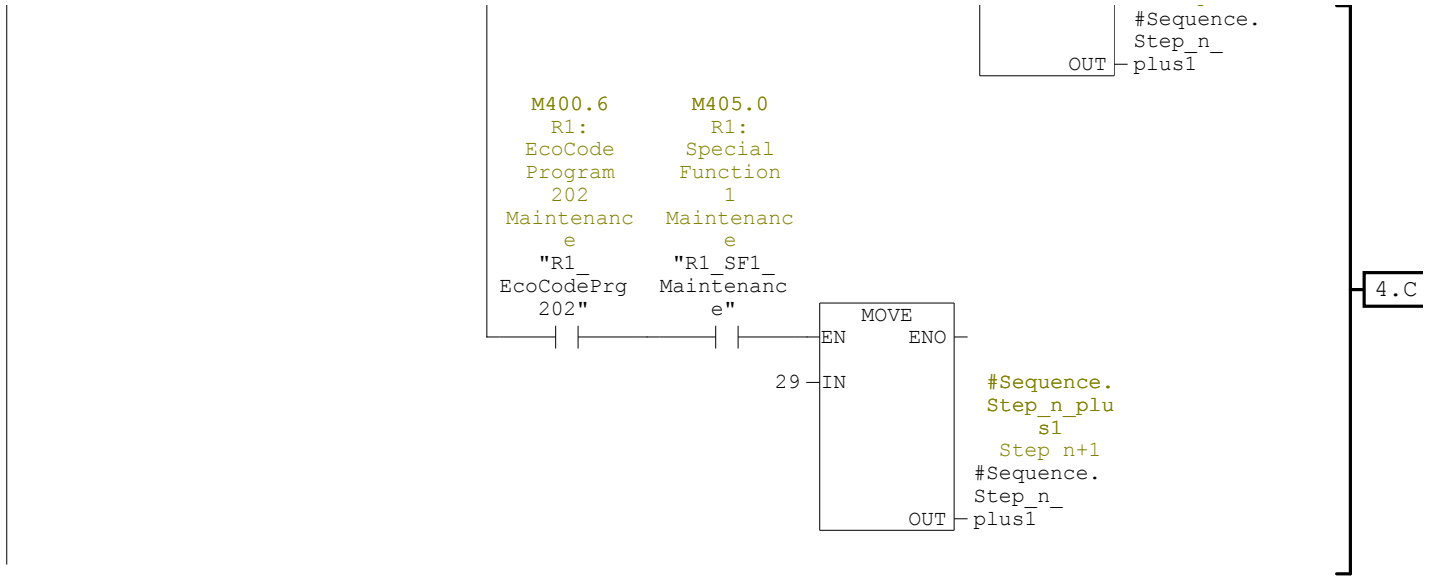 #Sequence.
Step_n_
OUT plus1
M400.6
R1:
EcoCode
Program
202
Maintenanc
e
"R1_
EcoCodePrg
202"
M405.0
R1:
Special
Function
1
Maintenanc
e
"R1_SF1_
Maintenanc
e"
MOVE
EN ENO
29 IN
#Sequence.
Step_n_plu
s1
Step n+1
#Sequence.
Step_n_
OUT plus1
4.C